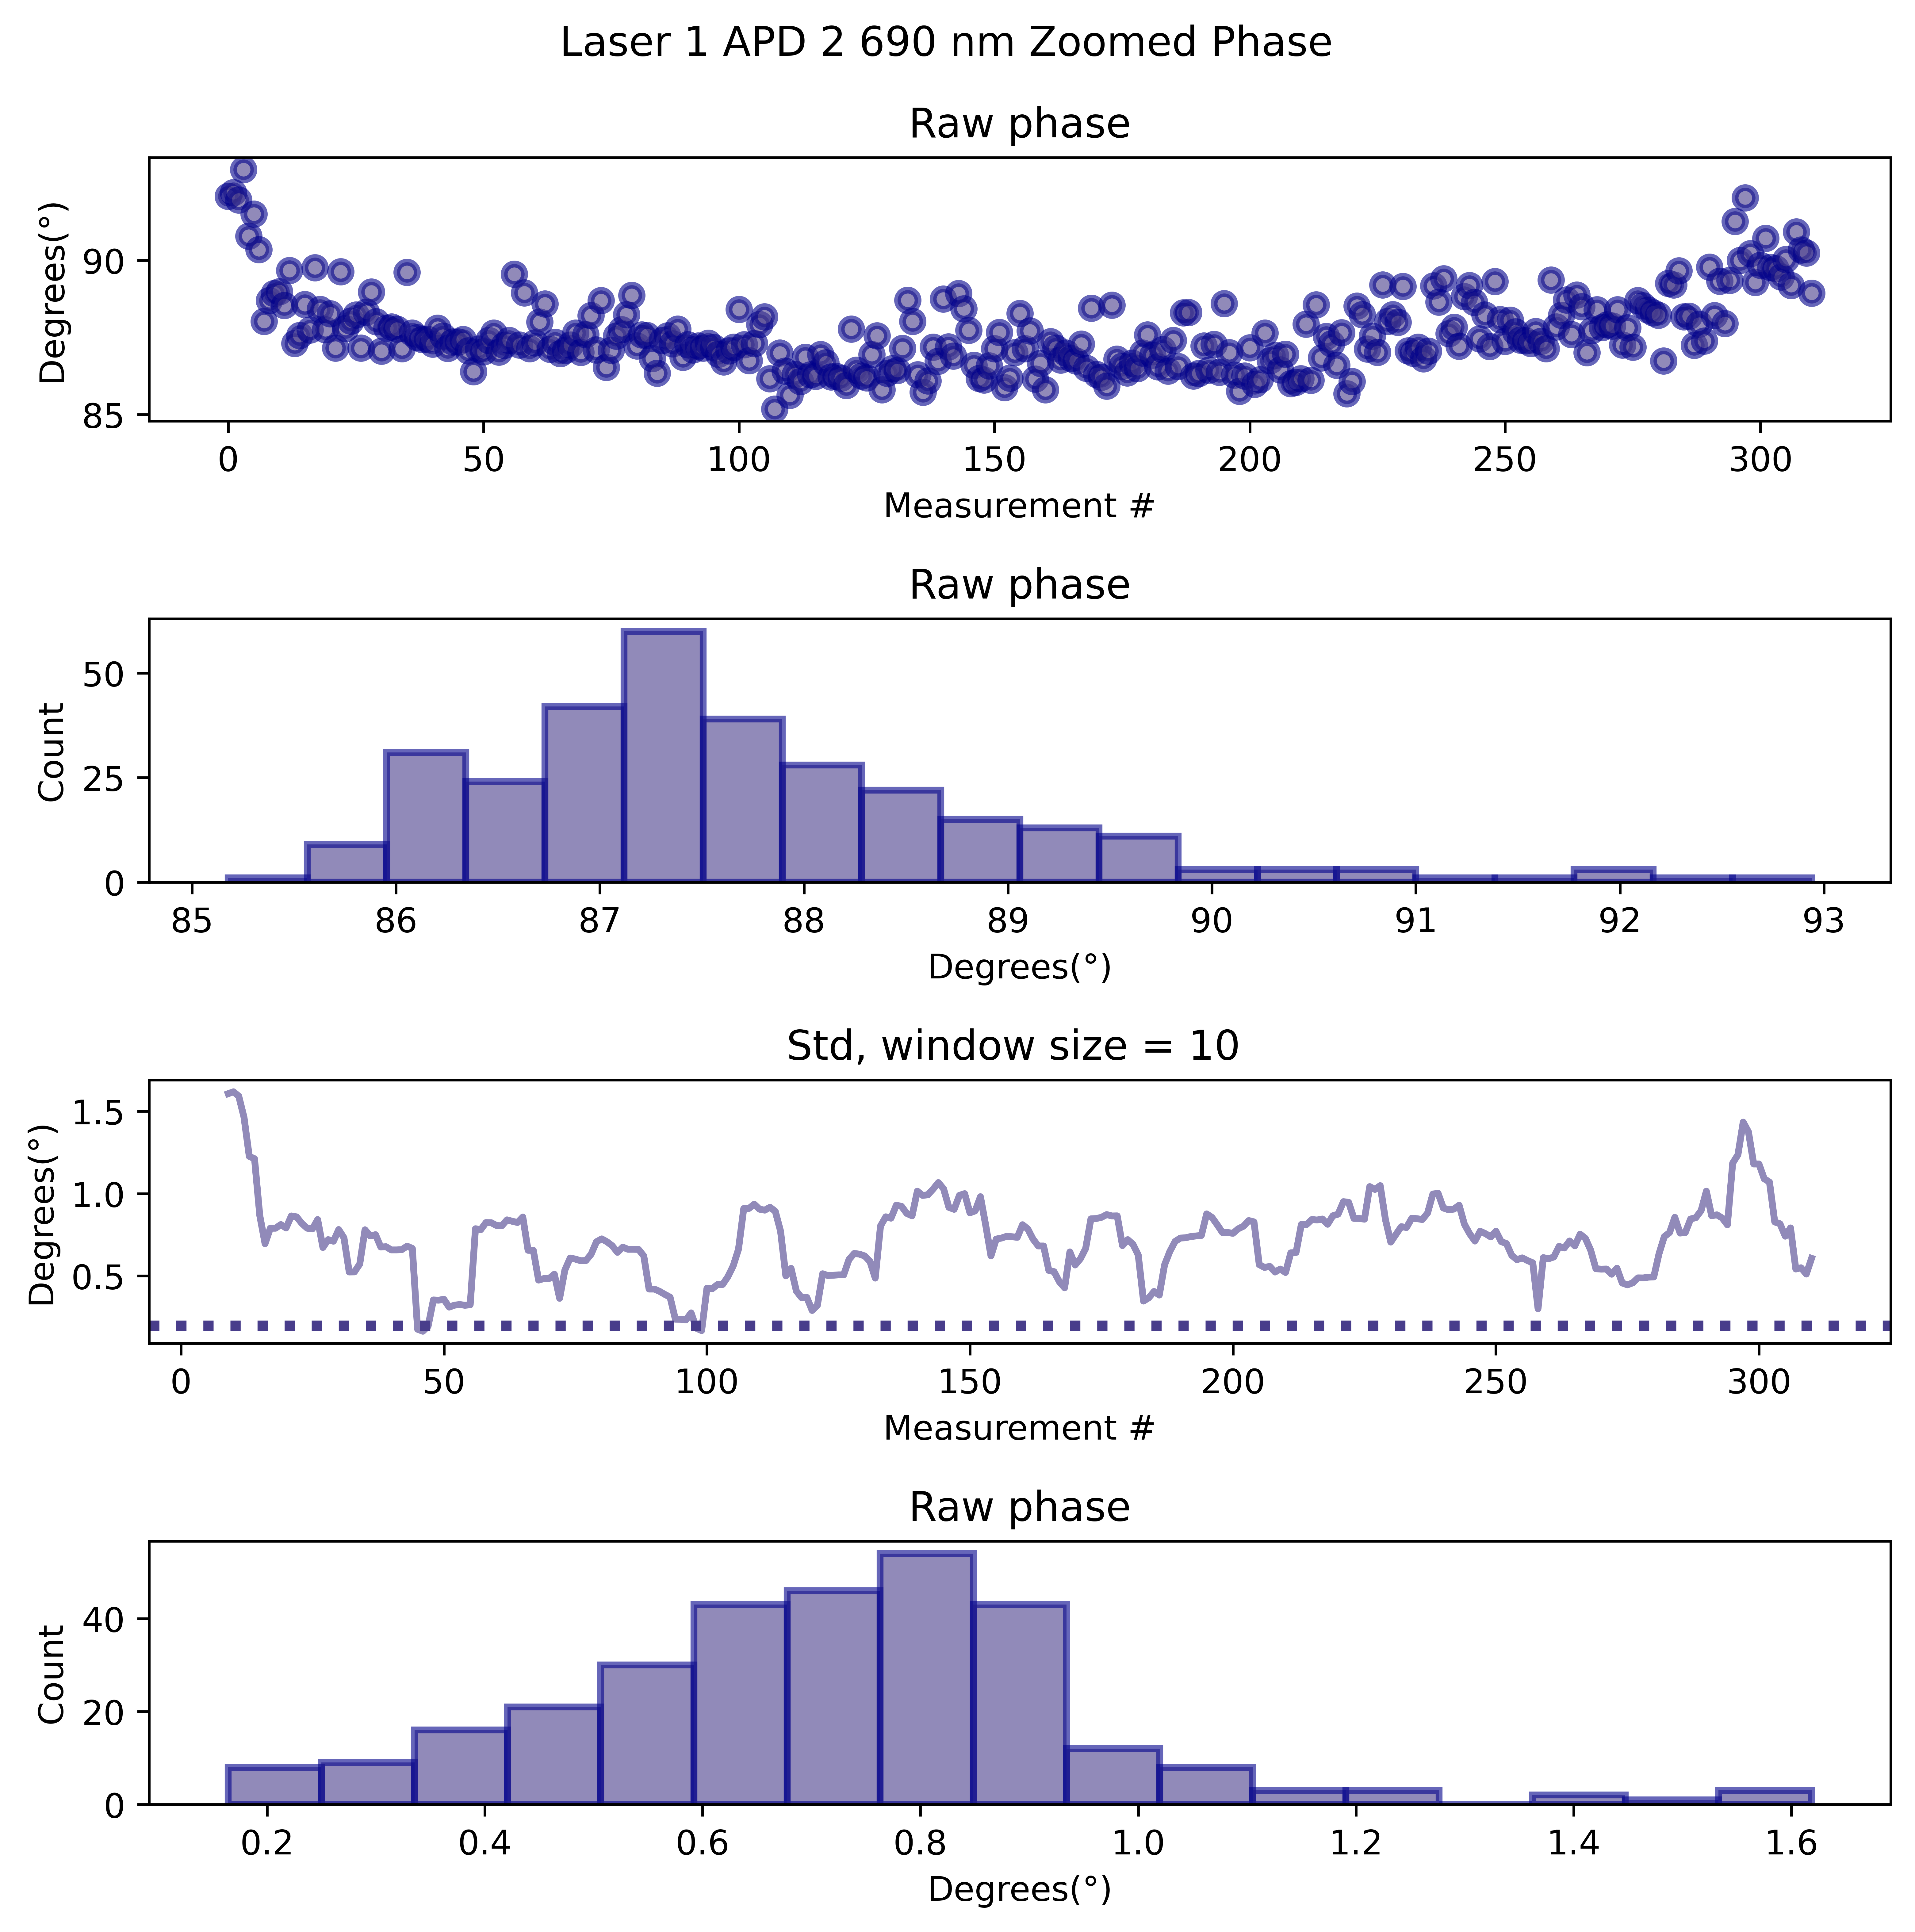 Laser 1 APD 2 690 nm Zoomed Phase
Raw phase
Degrees(°)
90
85
0 50 100 150 200 250 300
Measurement #
Raw phase
Count
50
25
0
85 86 87 88 89 90 91 92 93
Degrees(°)
Std, window size = 10
Degrees(°)
1.5
1.0
0.5
0 50 100 150 200 250 300
Measurement #
Raw phase
Count
40
20
0
0.2 0.4 0.6 0.8 1.0 1.2 1.4 1.6
Degrees(°)